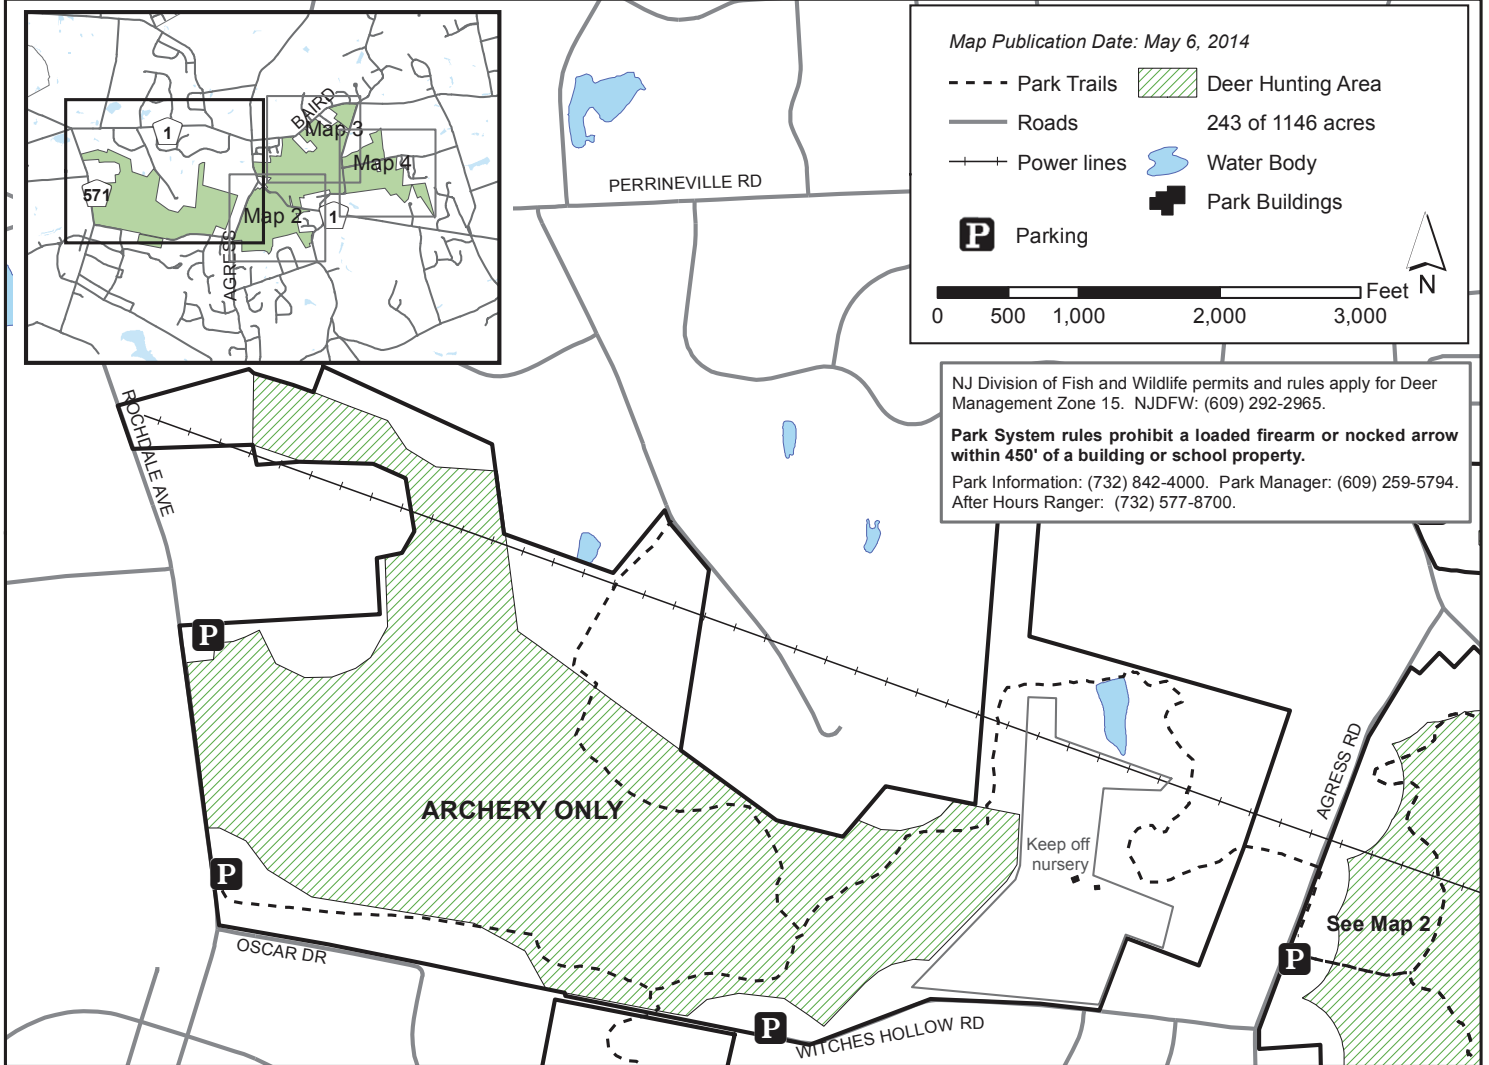 BAIRD
Map 3
1
Map 4
571
Map 2
1
AGRESS
Map Publication Date: May 6, 2014
Park Trails
Deer Hunting Area
Roads
243 of 1146 acres
Power lines
Water Body
Park Buildings
P Parking
Feet
N
0 500 1,000 2,000 3,000
PERRINEVILLE RD
NJ Division of Fish and Wildlife permits and rules apply for Deer
Management Zone 15. NJDFW: (609) 292-2965.
Park System rules prohibit a loaded firearm or nocked arrow
within 450' of a building or school property.
Park Information: (732) 842-4000. Park Manager: (609) 259-5794.
After Hours Ranger: (732) 577-8700.
ROCHDALE AVE
P
AGRESS RD
ARCHERY ONLY
Keep off
nursery
P
See Map 2
OSCAR DR
P
P
WITCHES HOLLOW RD